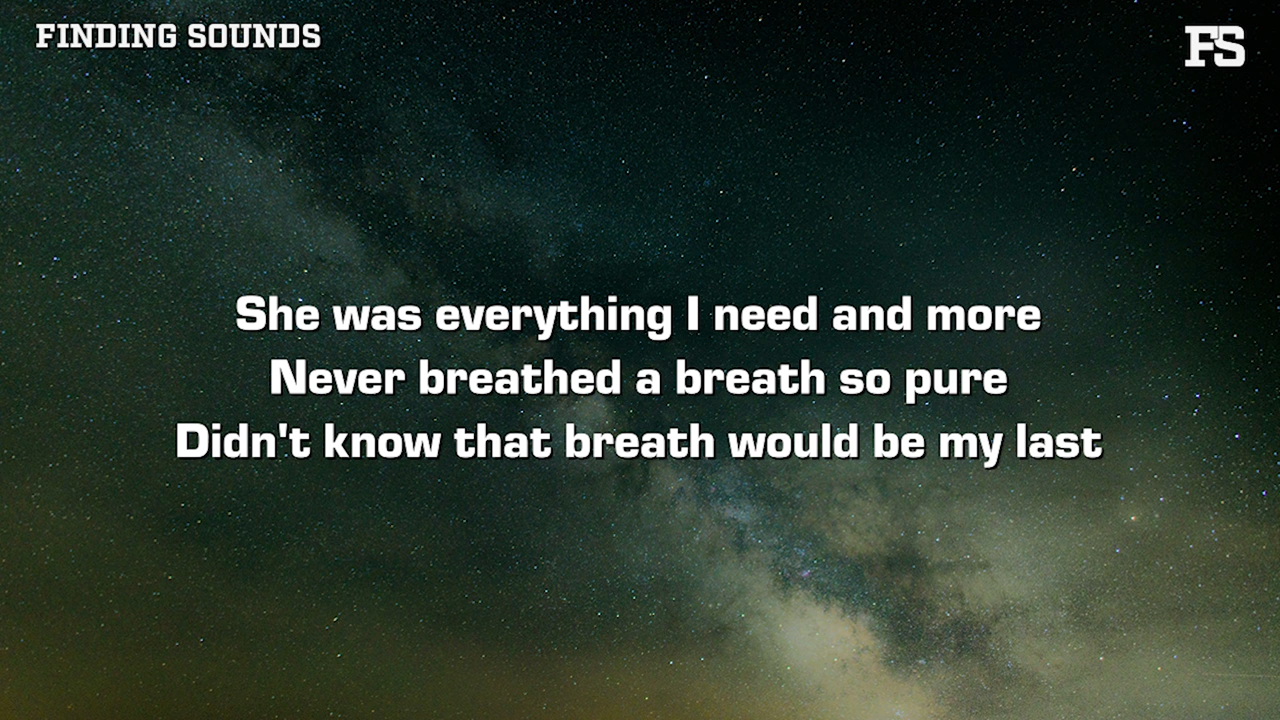 FINDING SOUNDS
FS
She was everything I need and more
Never breathed a breath so pure
Didn't know that breath would be my last